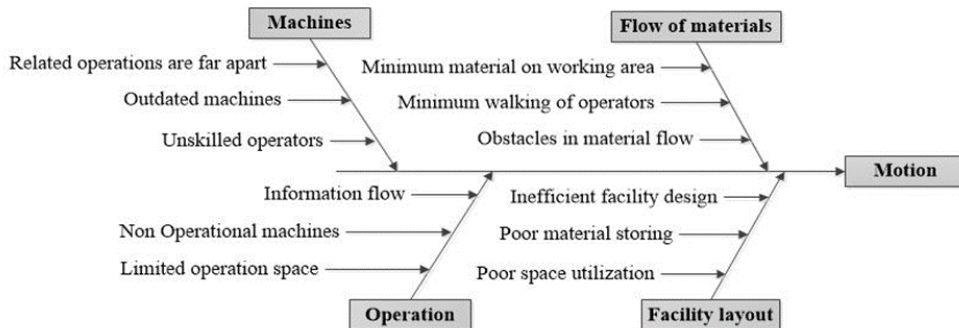 Machines
Flow of materials
Related operations are far apart
Minimum material on working area
Outdated machines
Minimum walking of operators
Unskilled operators
Obstacles in material flow
Motion
Information flow
Inefficient facility design
Non Operational machines
Poor material storing
Limited operation space
Poor space utilization
Operation
Facility layout